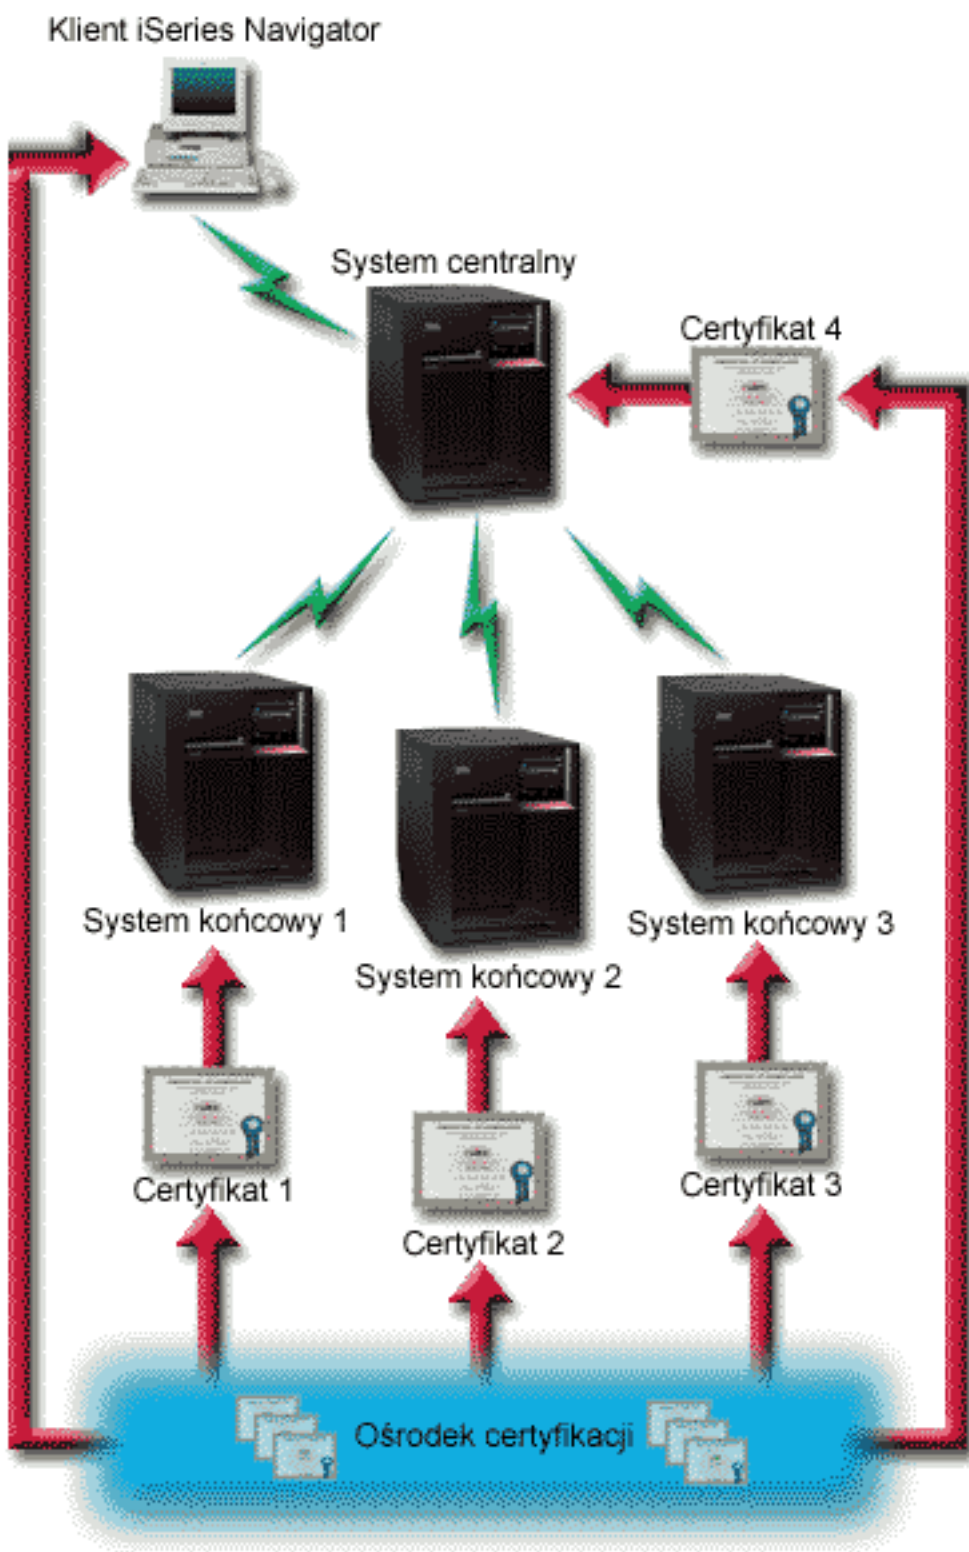 Klient iSeries Navigator
System centralny
Certyfikat 4
System końcowy 1
System końcowy 2
System końcowy 3
Certyfikat 1
Certyfikat 2
Certyfikat 3
Ośrodek certyfikacji